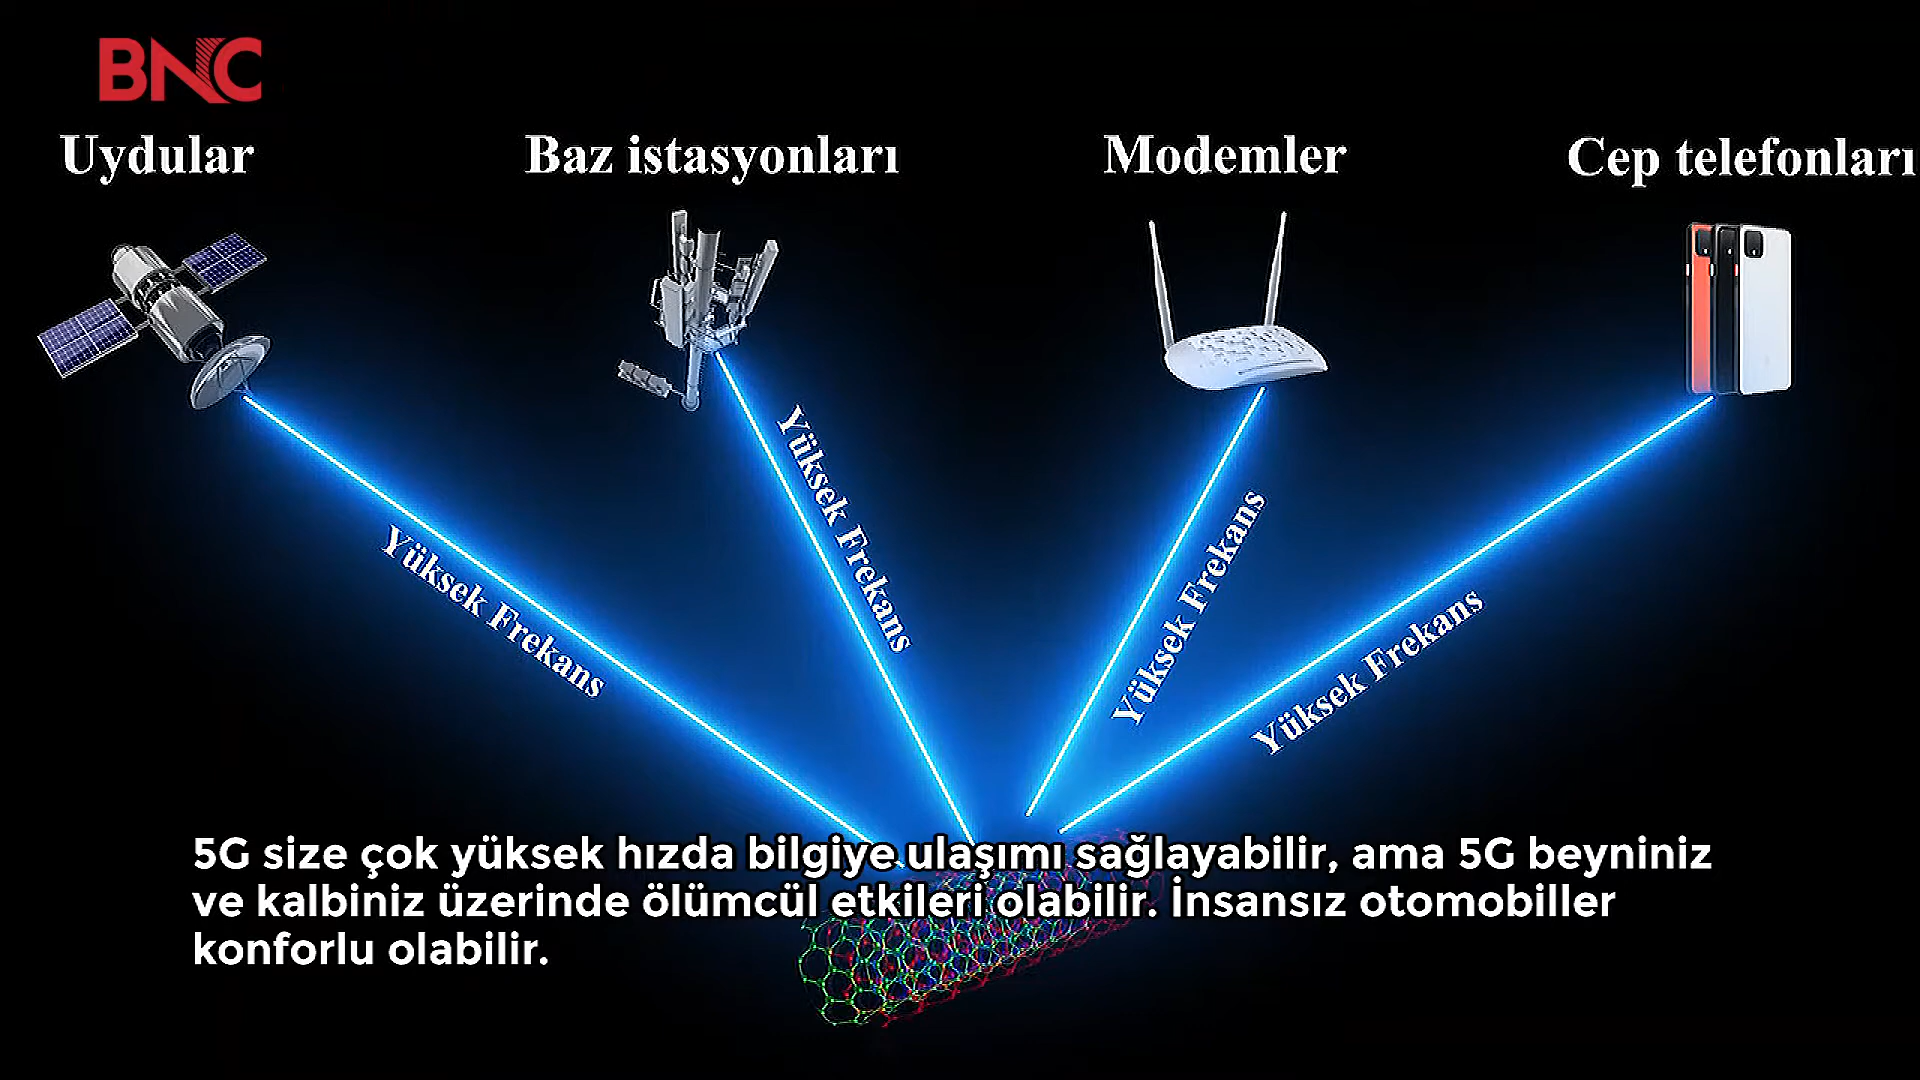 BNC
Uydular
Baz istasyonları
Modemler
Cep telefonları
Yüksek Frekans
Yüksek Frekans
Yüksek Frekans
Yüksek Frekans
5G size çok yüksek hızda bilgiye ulaşımı sağlayabilir, ama 5G beyniniz
ve kalbiniz üzerinde ölümcül etkileri olabilir. İnsansız otomobiller
konforlu olabilir.